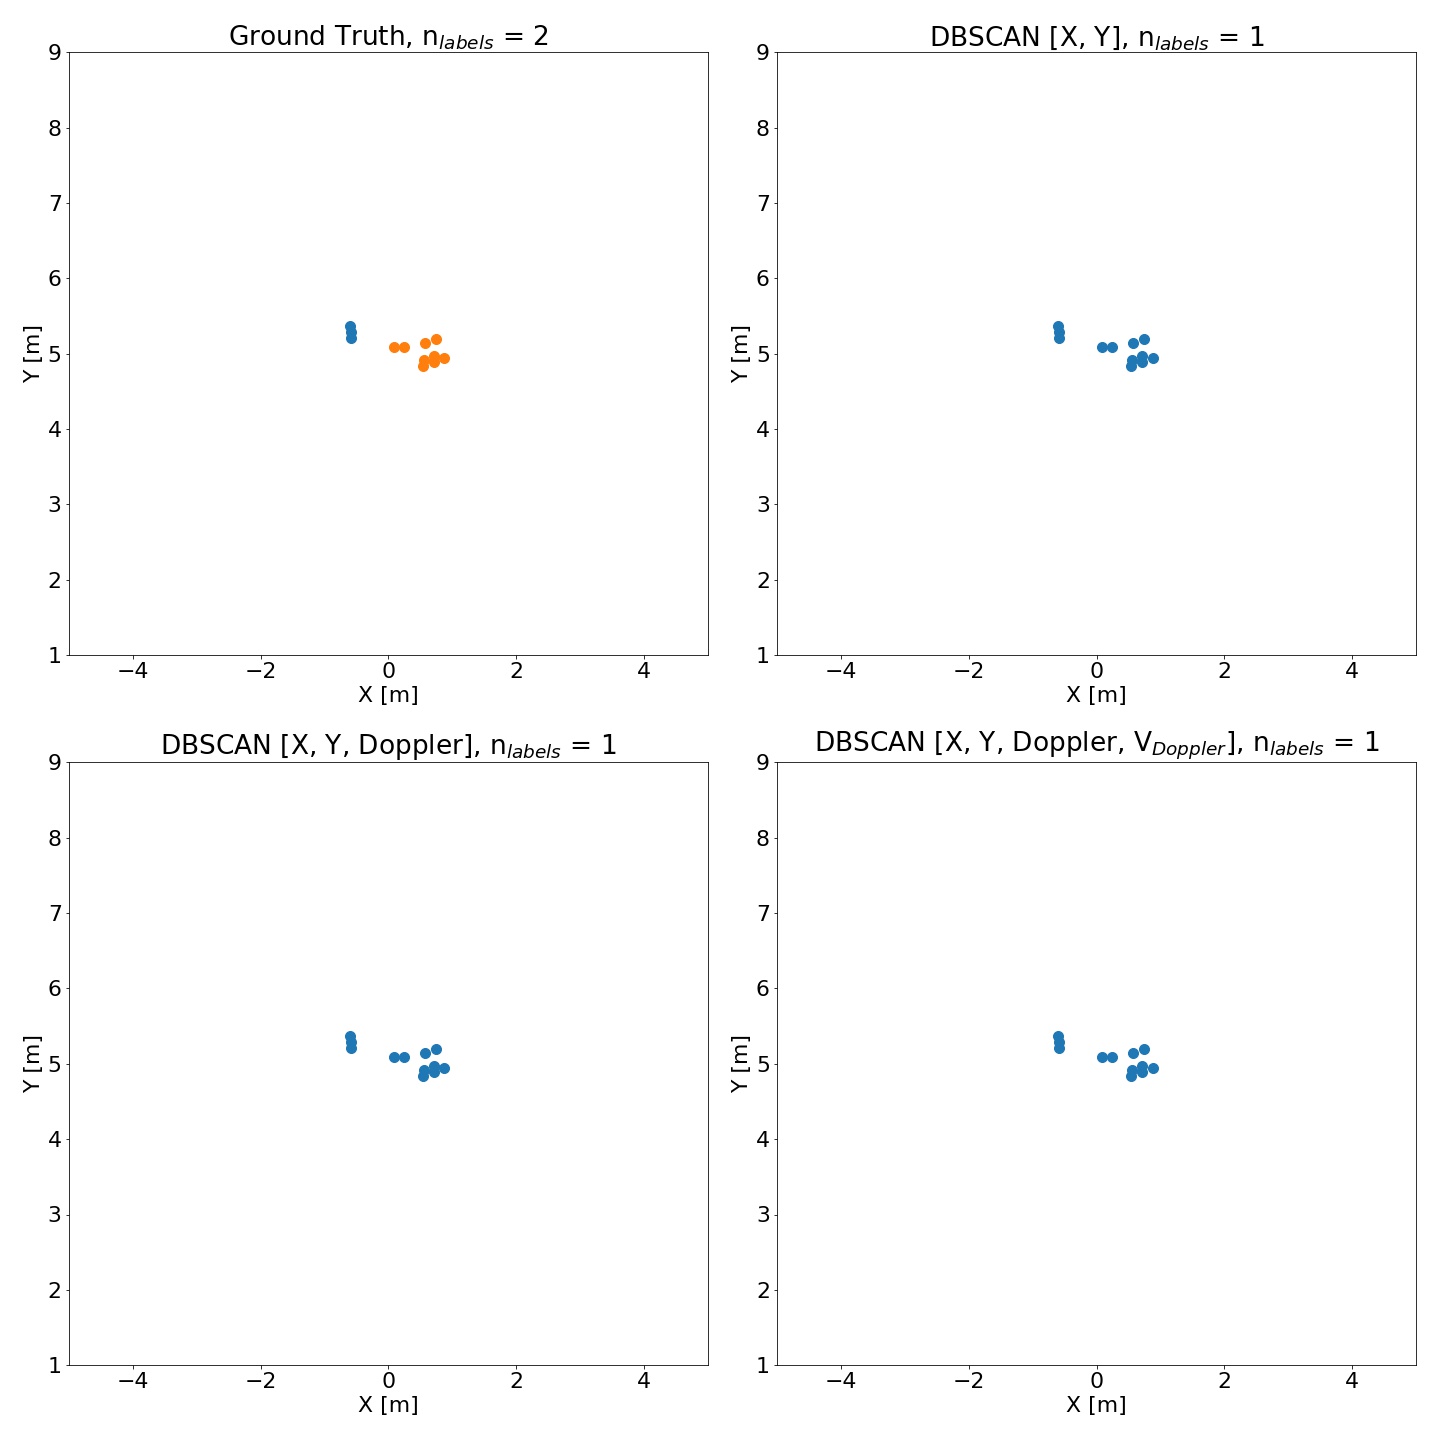 Ground Truth, n_labels = 2
9
8
7
6
5
4
3
2
1
Y [m]
−4 −2 0 2 4
X [m]
DBSCAN [X, Y], n_labels = 1
9
8
7
6
5
4
3
2
1
Y [m]
−4 −2 0 2 4
X [m]
DBSCAN [X, Y, Doppler], n_labels = 1
9
8
7
6
5
4
3
2
1
Y [m]
−4 −2 0 2 4
X [m]
DBSCAN [X, Y, Doppler, V_Doppler], n_labels = 1
9
8
7
6
5
4
3
2
1
Y [m]
−4 −2 0 2 4
X [m]